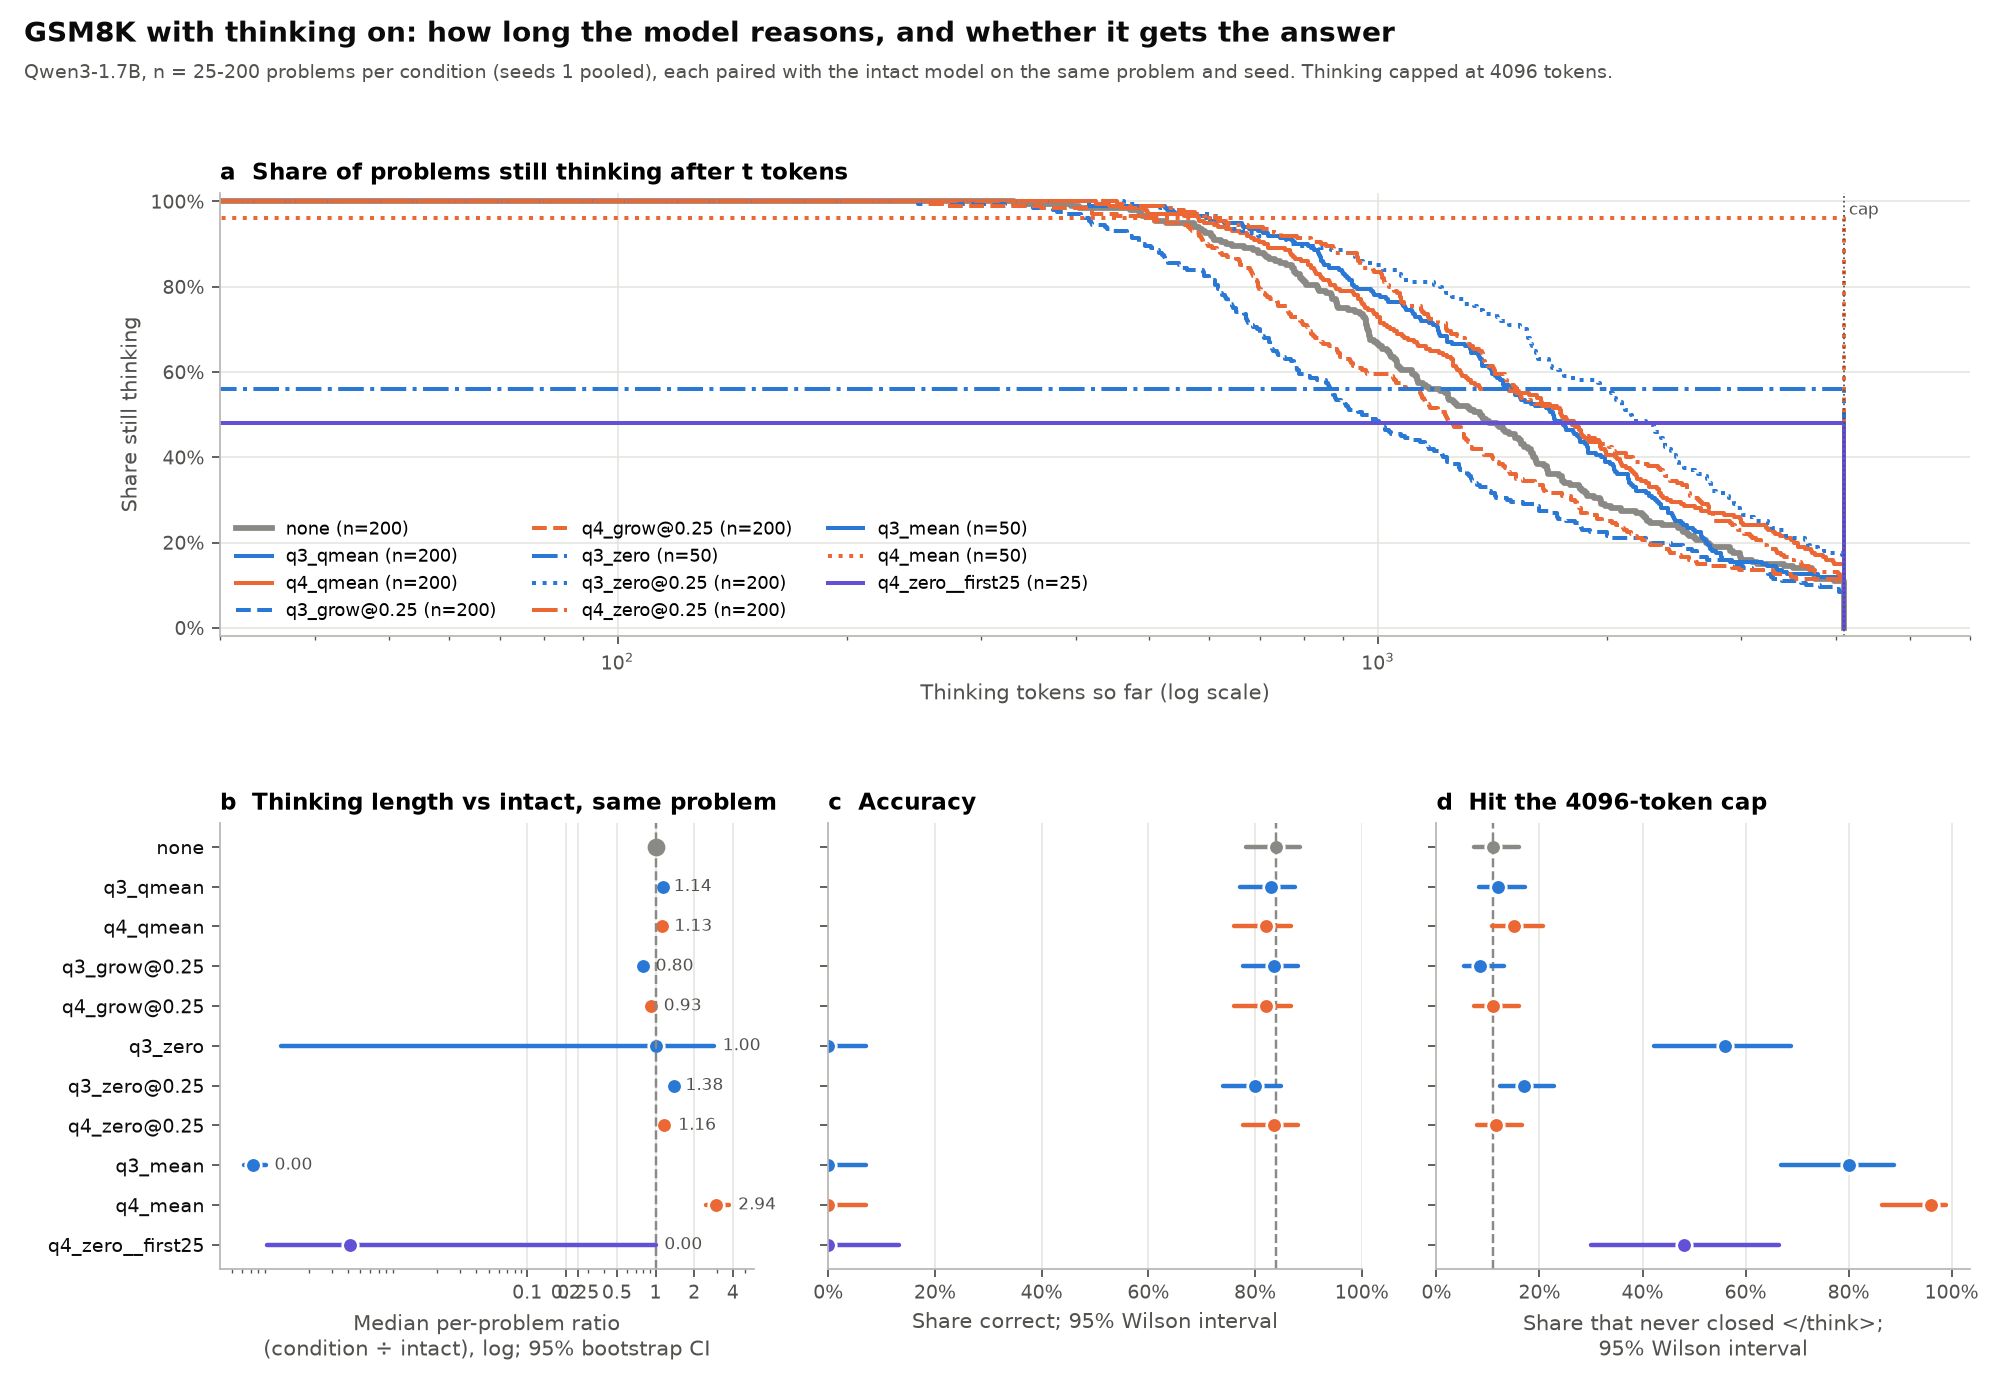 GSM8K with thinking on: how long the model reasons, and whether it gets the answer
Qwen3-1.7B, n = 25-200 problems per condition (seeds 1 pooled), each paired with the intact model on the same problem and seed. Thinking capped at 4096 tokens.
a Share of problems still thinking after t tokens
100%
80%
60%
40%
20%
0%
Share still thinking
cap
none (n=200)
q3_qmean (n=200)
q4_qmean (n=200)
q3_grow@0.25 (n=200)
q4_grow@0.25 (n=200)
q3_zero (n=50)
q3_zero@0.25 (n=200)
q4_zero@0.25 (n=200)
q3_mean (n=50)
q4_mean (n=50)
q4_zero__first25 (n=25)
10²
10³
Thinking tokens so far (log scale)
b Thinking length vs intact, same problem
none
q3_qmean
q4_qmean
q3_grow@0.25
q4_grow@0.25
q3_zero
q3_zero@0.25
q4_zero@0.25
q3_mean
q4_mean
q4_zero__first25
1.14
1.13
0.80
0.93
1.00
1.38
1.16
0.00
2.94
0.00
0.1 0.2 0.25 0.5 1 2 4
Median per-problem ratio
(condition ÷ intact), log; 95% bootstrap CI
c Accuracy
0% 20% 40% 60% 80% 100%
Share correct; 95% Wilson interval
d Hit the 4096-token cap
0% 20% 40% 60% 80% 100%
Share that never closed </think>;
95% Wilson interval